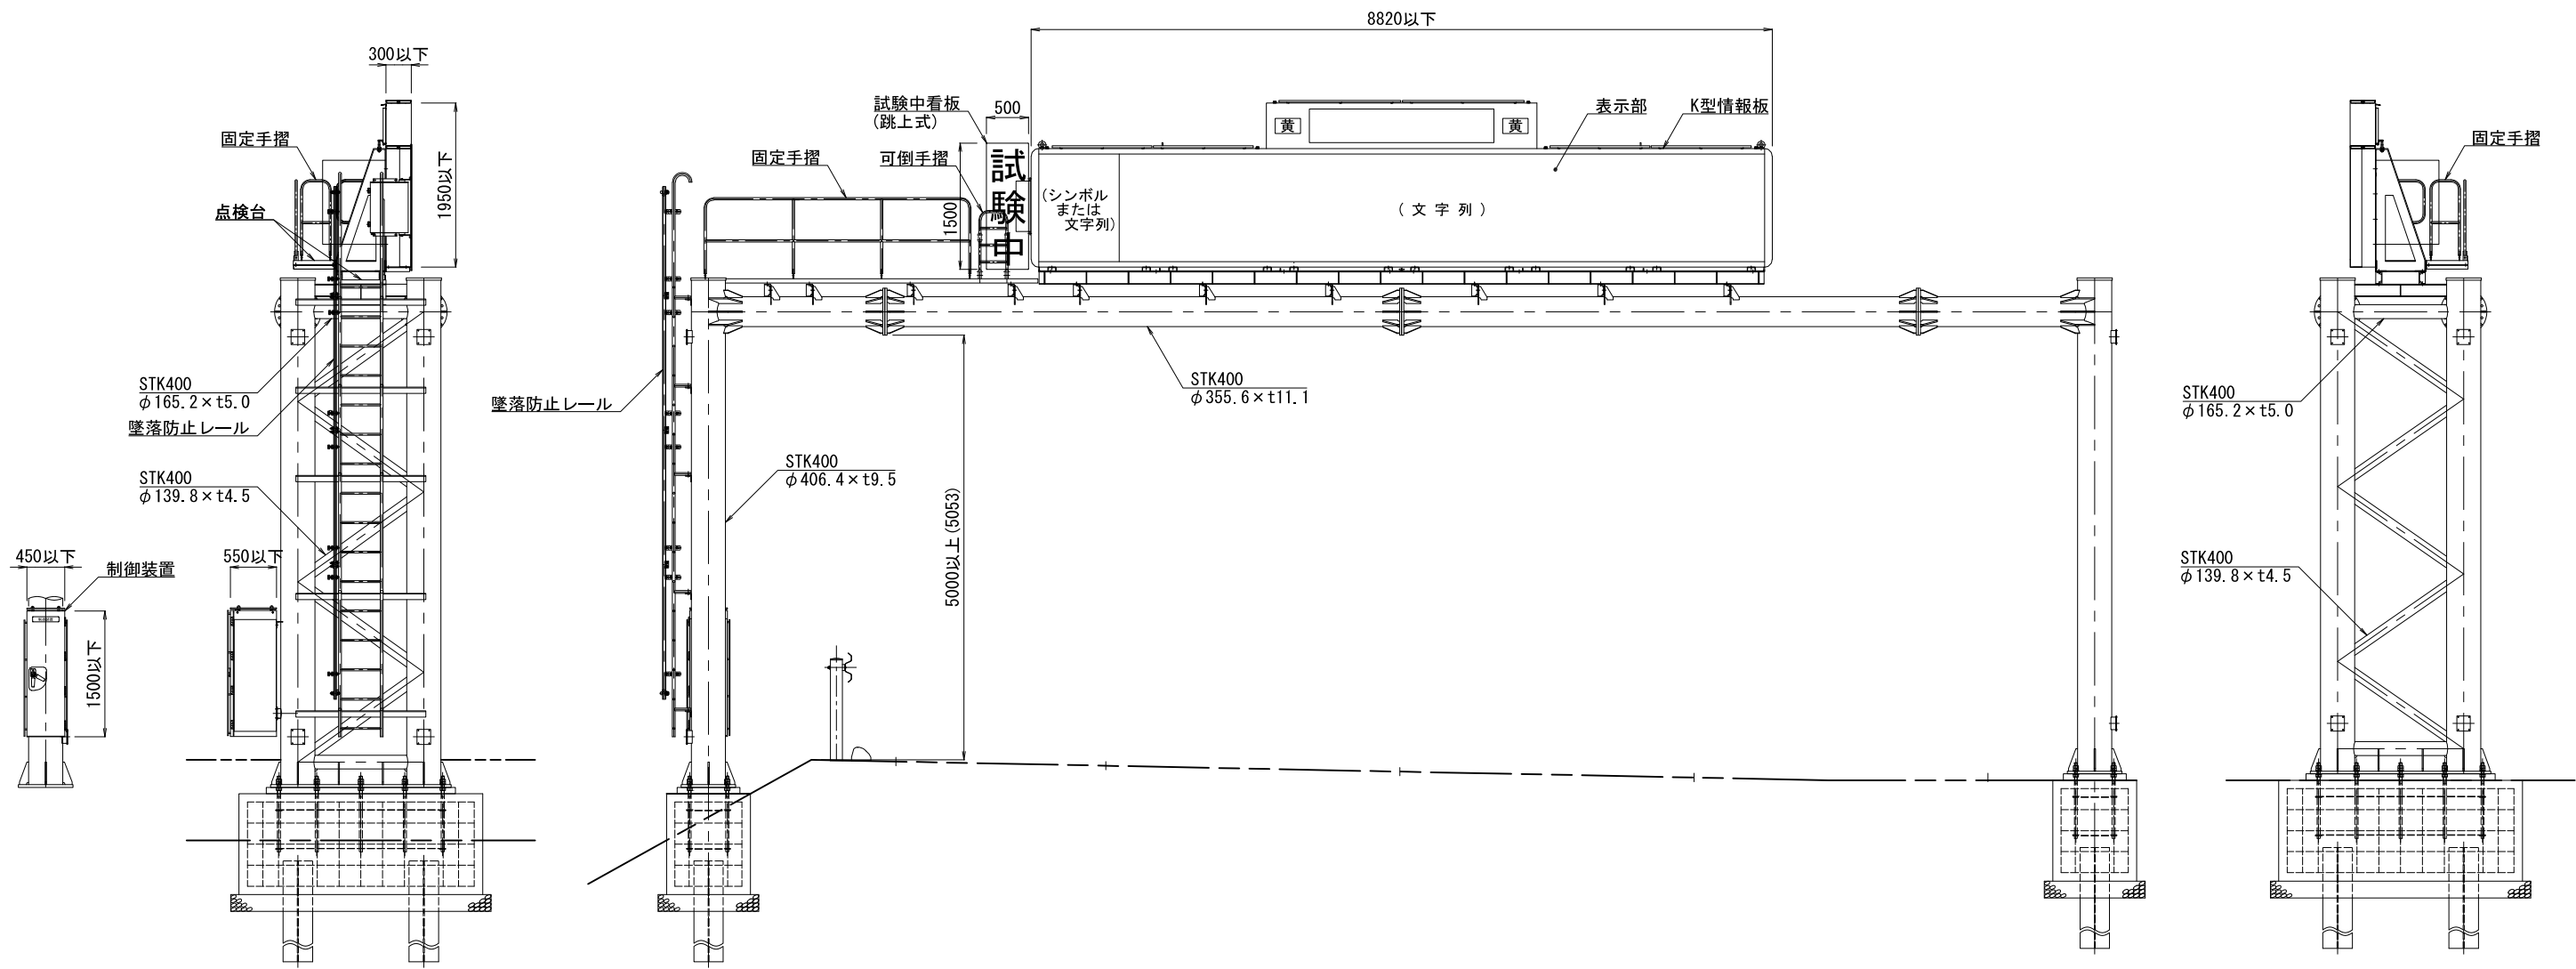 300以下
固定手摺
1950以下
点検台
STK400
φ165.2×t5.0
墜落防止レール
STK400
φ139.8×t4.5
450以下
550以下
制御装置
1500以下
8820以下
試験中看板
(跳上式)
500
固定手摺
可倒手摺
1500
試
験
中
黄
黄
表示部
K型情報板
(シンボル
または
文字列)
(文字列)
墜落防止レール
STK400
φ355.6×t11.1
STK400
φ406.4×t9.5
5000以上(5053)
固定手摺
STK400
φ165.2×t5.0
STK400
φ139.8×t4.5